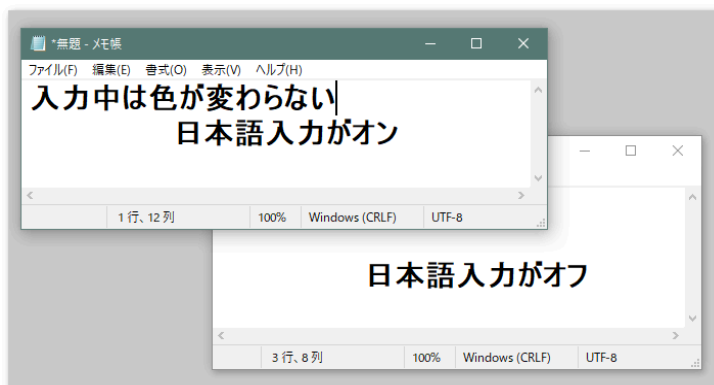 *無題 - メモ帳
ファイル(F) 編集(E) 書式(O) 表示(V) ヘルプ(H)
入力中は色が変わらない
日本語入力がオン
1 行、12 列 100% Windows (CRLF) UTF-8
日本語入力がオフ
3 行、8 列 100% Windows (CRLF) UTF-8